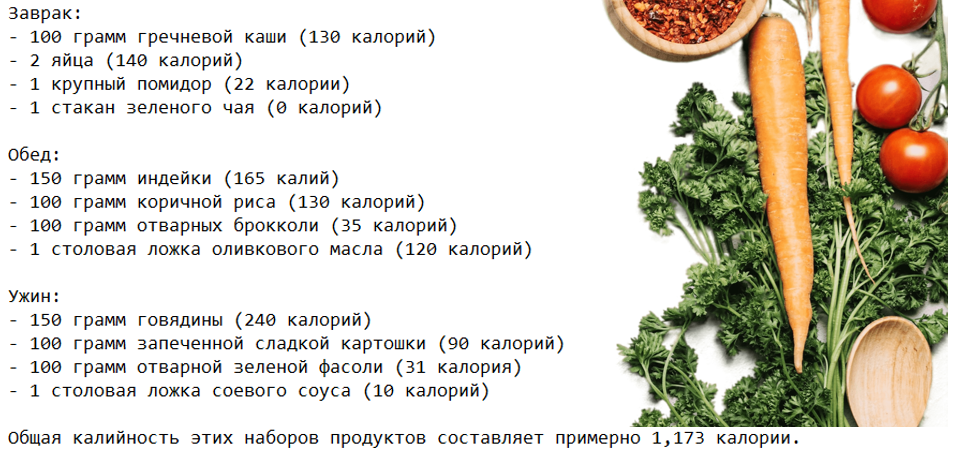 Заврак:
- 100 грамм гречневой каши (130 калорий)
- 2 яйца (140 калорий)
- 1 крупный помидор (22 калории)
- 1 стакан зеленого чая (0 калорий)
Обед:
- 150 грамм индейки (165 калий)
- 100 грамм коричной риса (130 калорий)
- 100 грамм отварных брокколи (35 калорий)
- 1 столовая ложка оливкового масла (120 калорий)
Ужин:
- 150 грамм говядины (240 калорий)
- 100 грамм запеченной сладкой картошки (90 калорий)
- 100 грамм отварной зеленой фасоли (31 калория)
- 1 столовая ложка соевого соуса (10 калорий)
Общая калийность этих наборов продуктов составляет примерно 1,173 калории.